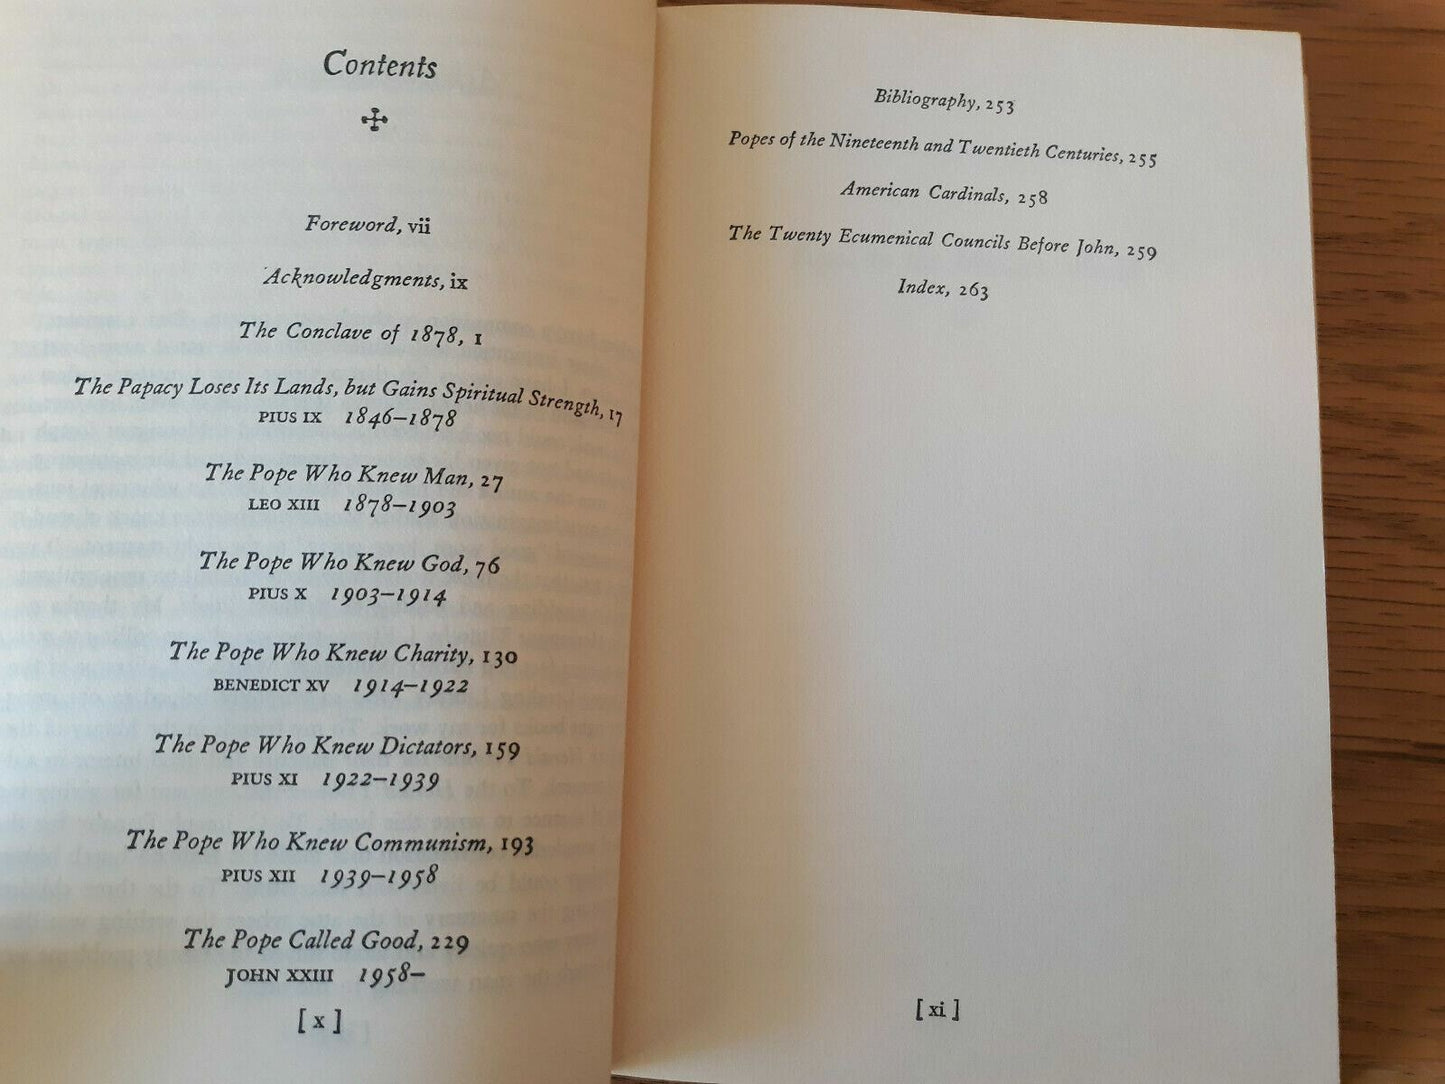 Contents
Foreword, vii
Acknowledgments, ix
The Conclave of 1878, 1
The Papacy Loses Its Lands, but Gains Spiritual Strength, 17
PIUS IX 1846–1878
The Pope Who Knew Man, 27
LEO XIII 1878–1903
The Pope Who Knew God, 76
PIUS X 1903–1914
The Pope Who Knew Charity, 130
BENEDICT XV 1914–1922
The Pope Who Knew Dictators, 159
PIUS XI 1922–1939
The Pope Who Knew Communism, 193
PIUS XII 1939–1958
The Pope Called Good, 229
JOHN XXIII 1958–
[ x ]
Bibliography, 253
Popes of the Nineteenth and Twentieth Centuries, 255
American Cardinals, 258
The Twenty Ecumenical Councils Before John, 259
Index, 263
[ xi ]